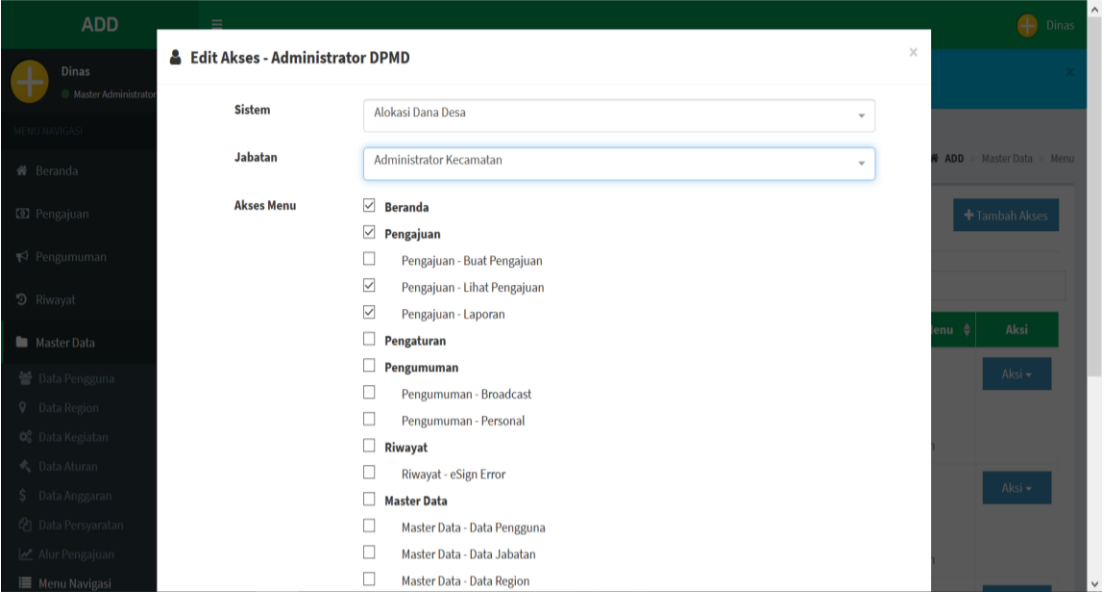 ADD
Dinas
Dinas
Master Administrator
MENU NAVIGASI
Beranda
Pengajuan
Pengumuman
Riwayat
Master Data
Data Pengguna
Data Region
Data Kegiatan
Data Aturan
Data Anggaran
Data Persyaratan
Alur Pengajuan
Menu Navigasi
Edit Akses - Administrator DPMD
×
Sistem
Alokasi Dana Desa
Jabatan
Administrator Kecamatan
Akses Menu
Beranda
Pengajuan
Pengajuan - Buat Pengajuan
Pengajuan - Lihat Pengajuan
Pengajuan - Laporan
Pengaturan
Pengumuman
Pengumuman - Broadcast
Pengumuman - Personal
Riwayat
Riwayat - eSign Error
Master Data
Master Data - Data Pengguna
Master Data - Data Jabatan
Master Data - Data Region
ADD > Master Data > Menu
+ Tambah Akses
Aksi
Aksi
Aksi